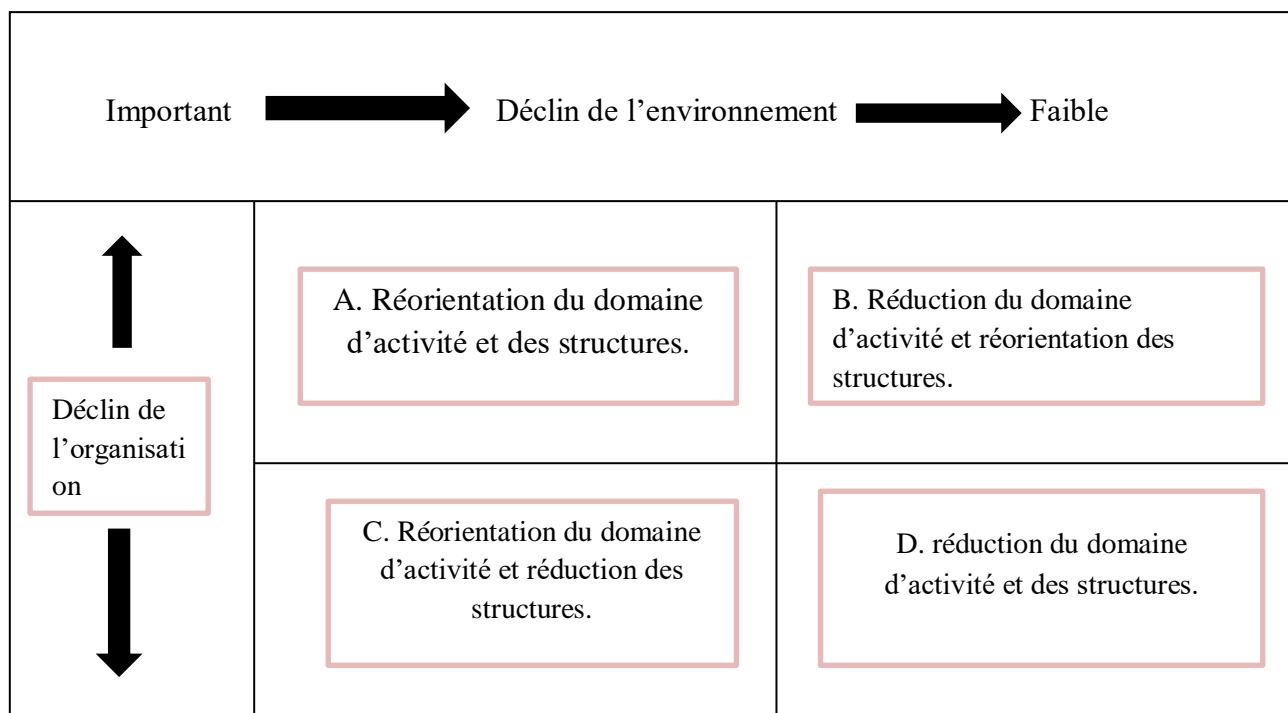 Important Déclin de l’environnement Faible
A. Réorientation du domaine
d’activité et des structures.
B. Réduction du domaine
d’activité et réorientation des
structures.
Déclin de
l’organisati
on
C. Réorientation du domaine
d’activité et réduction des
structures.
D. réduction du domaine
d’activité et des structures.